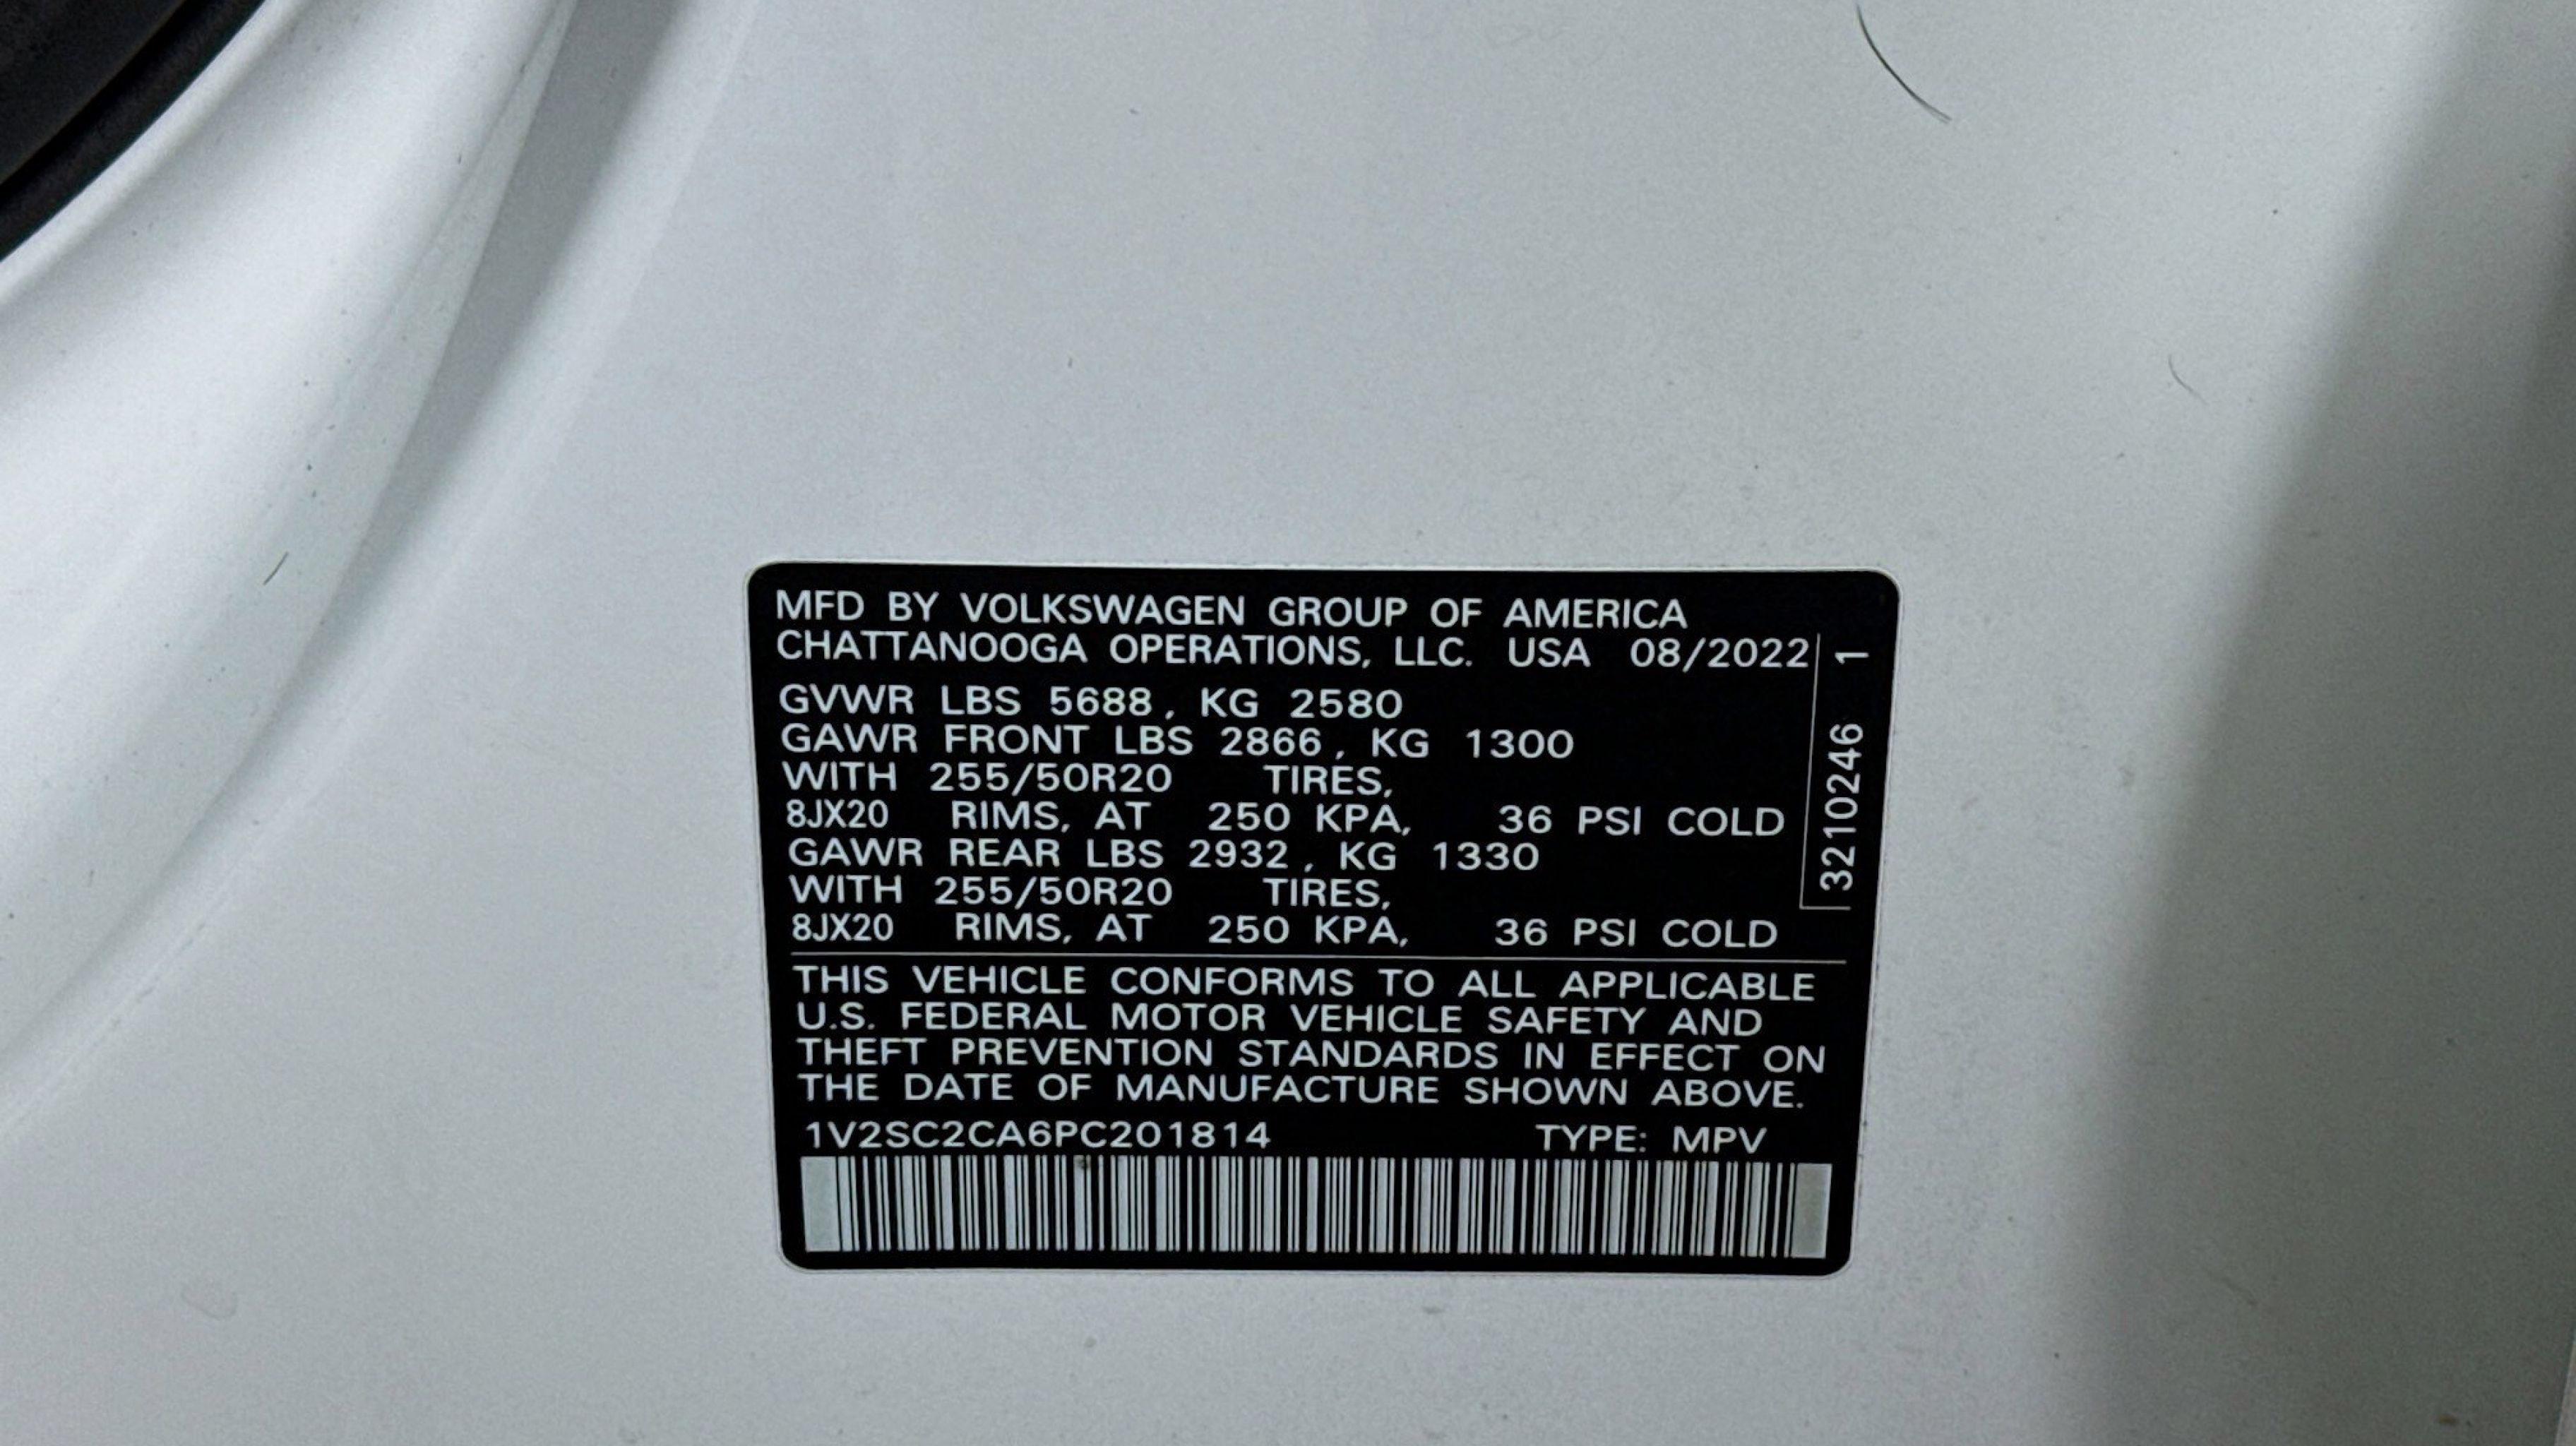 MFD BY VOLKSWAGEN GROUP OF AMERICA
CHATTANOOGA OPERATIONS, LLC. USA 08/2022
GVWR LBS 5688, KG 2580
GAWR FRONT LBS 2866, KG 1300
WITH 255/50R20 TIRES,
8JX20 RIMS, AT 250 KPA, 36 PSI COLD
GAWR REAR LBS 2932, KG 1330
WITH 255/50R20 TIRES,
8JX20 RIMS, AT 250 KPA, 36 PSI COLD
THIS VEHICLE CONFORMS TO ALL APPLICABLE
U.S. FEDERAL MOTOR VEHICLE SAFETY AND
THEFT PREVENTION STANDARDS IN EFFECT ON
THE DATE OF MANUFACTURE SHOWN ABOVE.
1V2SC2CA6PC201814 TYPE: MPV
3210246 1